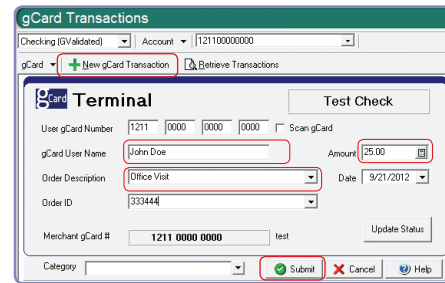 gCard Transactions
Checking (GValidated) Account 121100000000
gCard New gCard Transaction Retrieve Transactions
gCard Terminal Test Check
User gCard Number 1211 0000 0000 0000 Scan gCard
gCard User Name John Doe Amount 25.00
Order Description Office Visit Date 9/21/2012
Order ID 333444
Merchant gCard # 1211 0000 0000 test Update Status
Category Submit Cancel Help